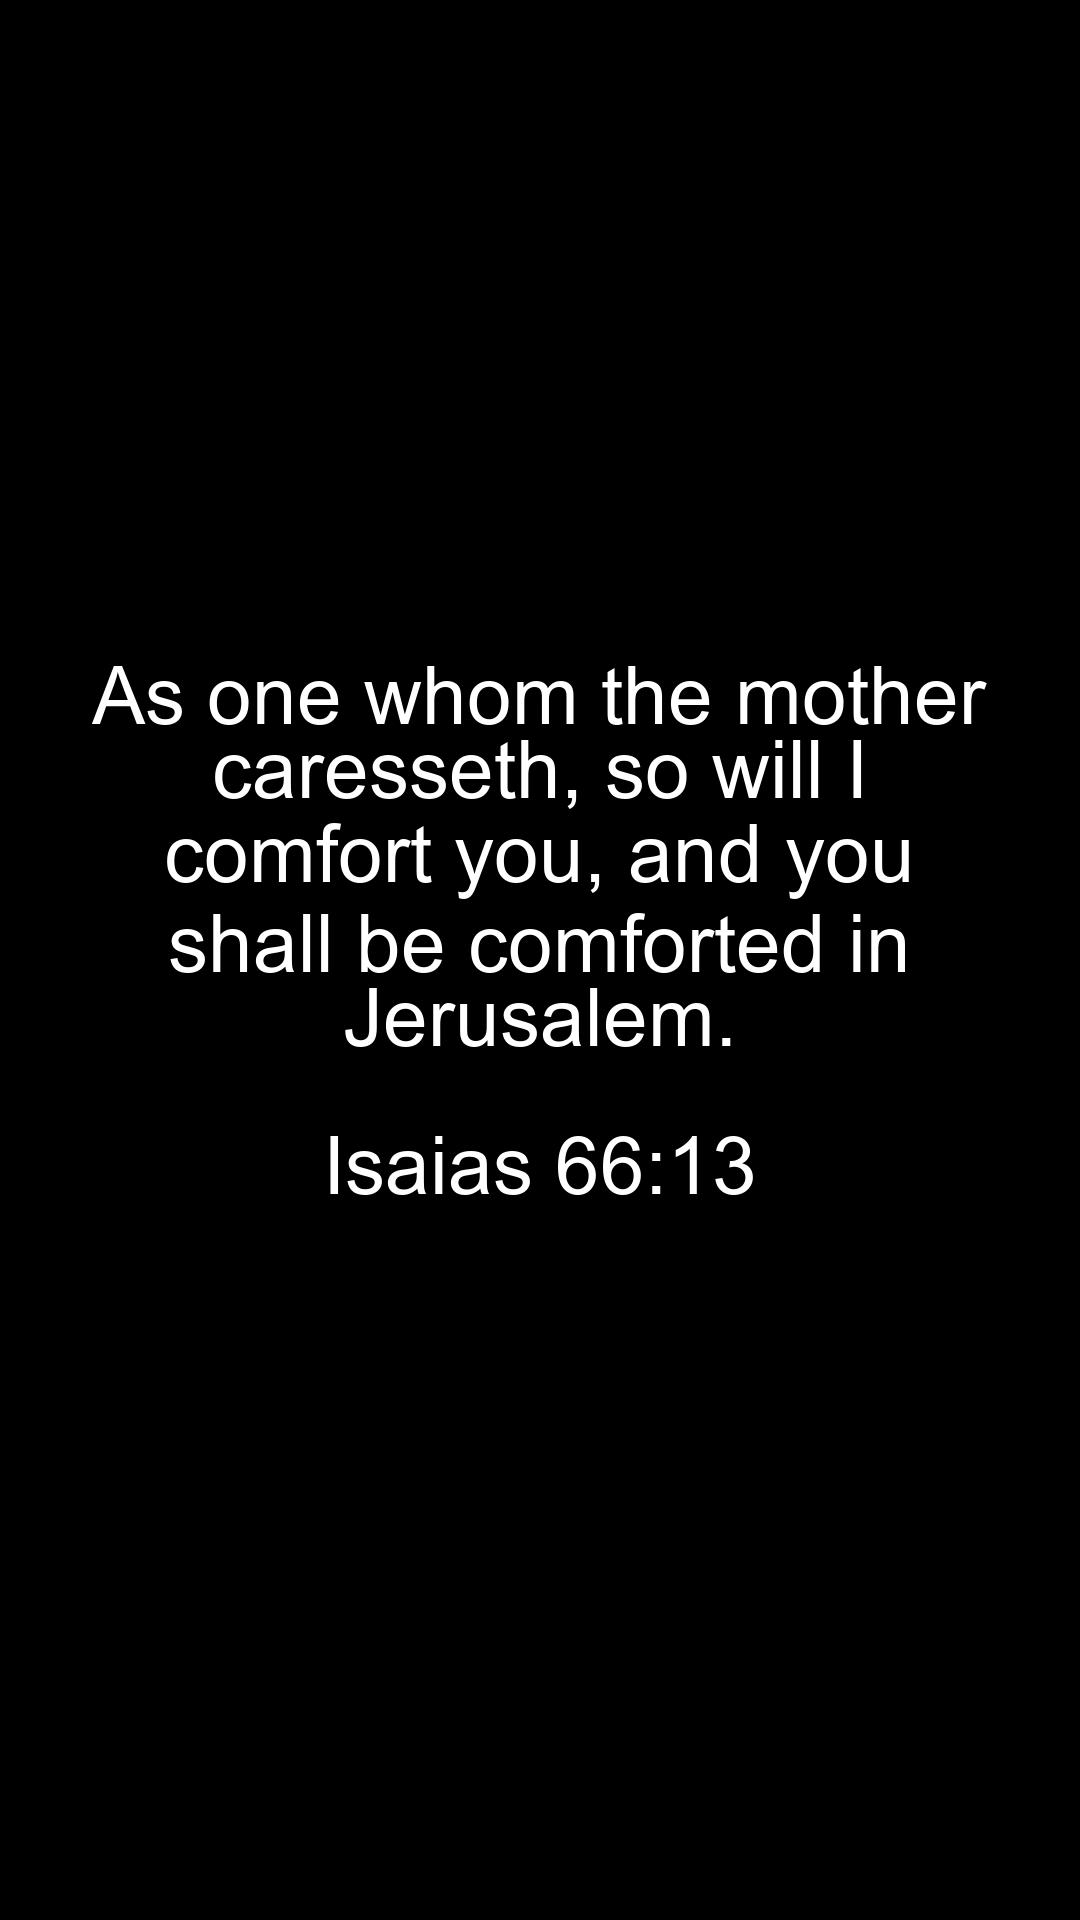 As one whom the mother
caresseth, so will I
comfort you, and you
shall be comforted in
Jerusalem.
Isaias 66:13